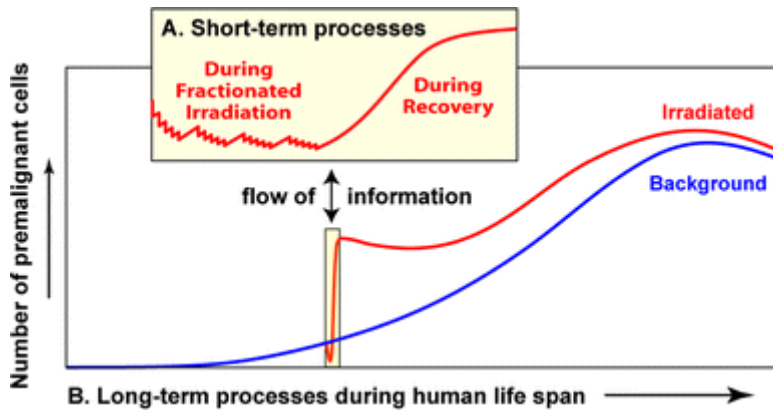 A. Short-term processes
During
Fractionated
Irradiation
During
Recovery
Irradiated
Background
flow of information
Number of premalignant cells
B. Long-term processes during human life span